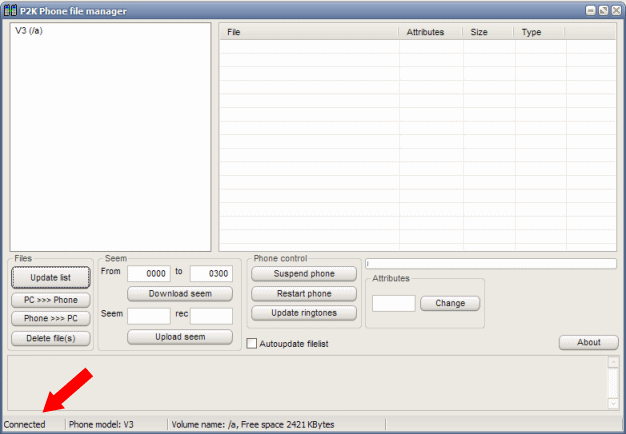 P2K Phone file manager
V3 (/a)
File Attributes Size Type
Files
Update list
PC >>> Phone
Phone >>> PC
Delete file(s)
Seem
From 0000 to 0300
Download seem
Seem rec
Upload seem
Phone control
Suspend phone
Restart phone
Update ringtones
Autoupdate filelist
Attributes
Change
About
Connected Phone model: V3 Volume name: /a, Free space 2421 KBytes